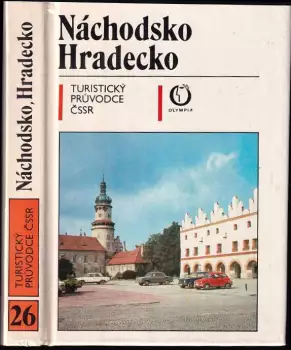 Náchodsko
Hradecko
TURISTICKÝ
PRŮVODCE
ČSSR
OLYMPIA
Náchodsko, Hradecko
TURISTICKÝ
PRŮVODCE ČSSR
26